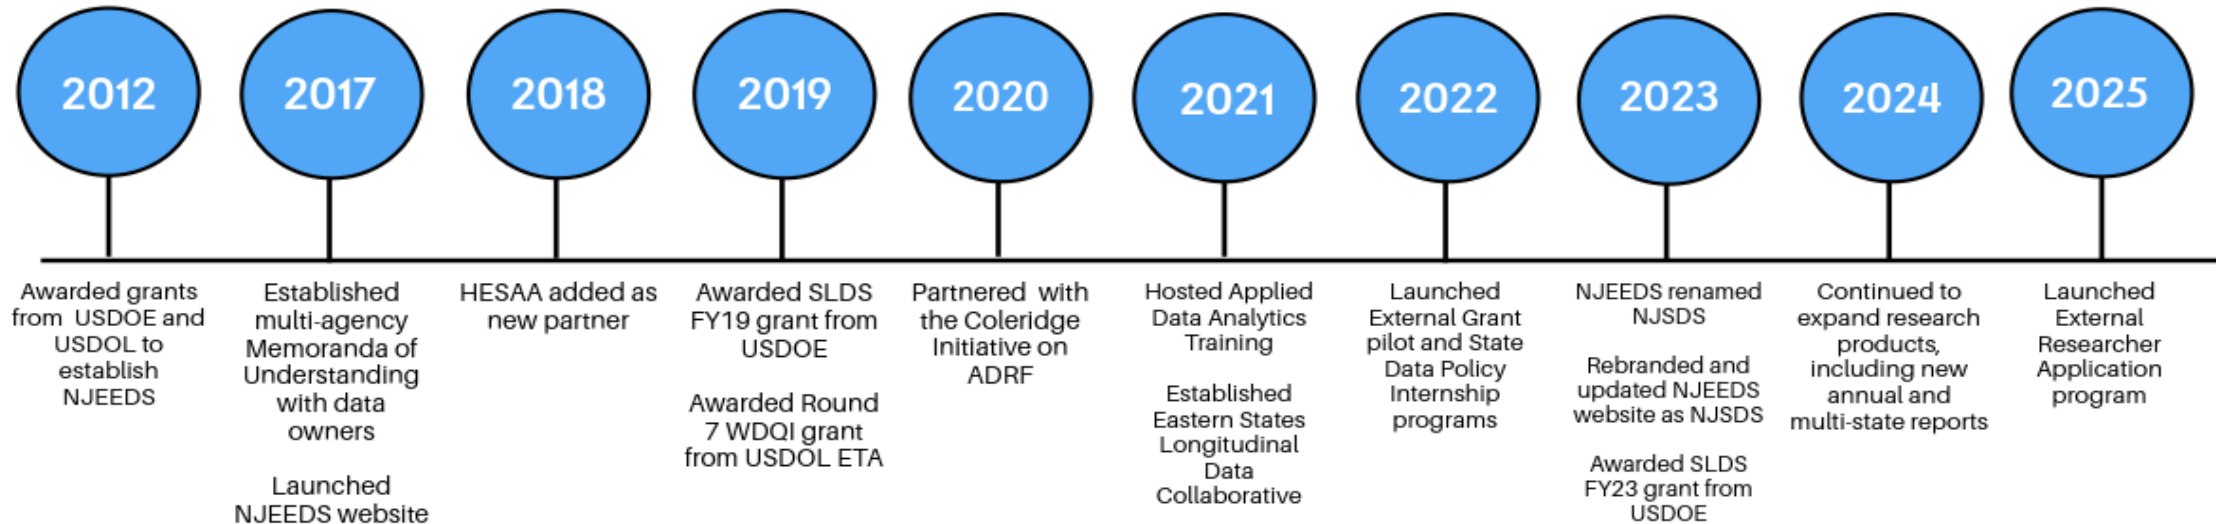 2012
Awarded grants
from USDOE and
USDOL to
establish
NJEEDS
2017
Established
multi-agency
Memoranda of
Understanding
with data
owners
Launched
NJEEDS website
2018
HESAA added as
new partner
2019
Awarded SLDS
FY19 grant from
USDOE
Awarded Round
7 WDQI grant
from USDOL ETA
2020
Partnered with
the Coleridge
Initiative on
ADRF
2021
Hosted Applied
Data Analytics
Training
Established
Eastern States
Longitudinal
Data
Collaborative
2022
Launched
External Grant
pilot and State
Data Policy
Internship
programs
2023
NJEEDS renamed
NJSDS
Rebranded and
updated NJEEDS
website as NJSDS
Awarded SLDS
FY23 grant from
USDOE
2024
Continued to
expand research
products,
including new
annual and
multi-state reports
2025
Launched
External
Researcher
Application
program